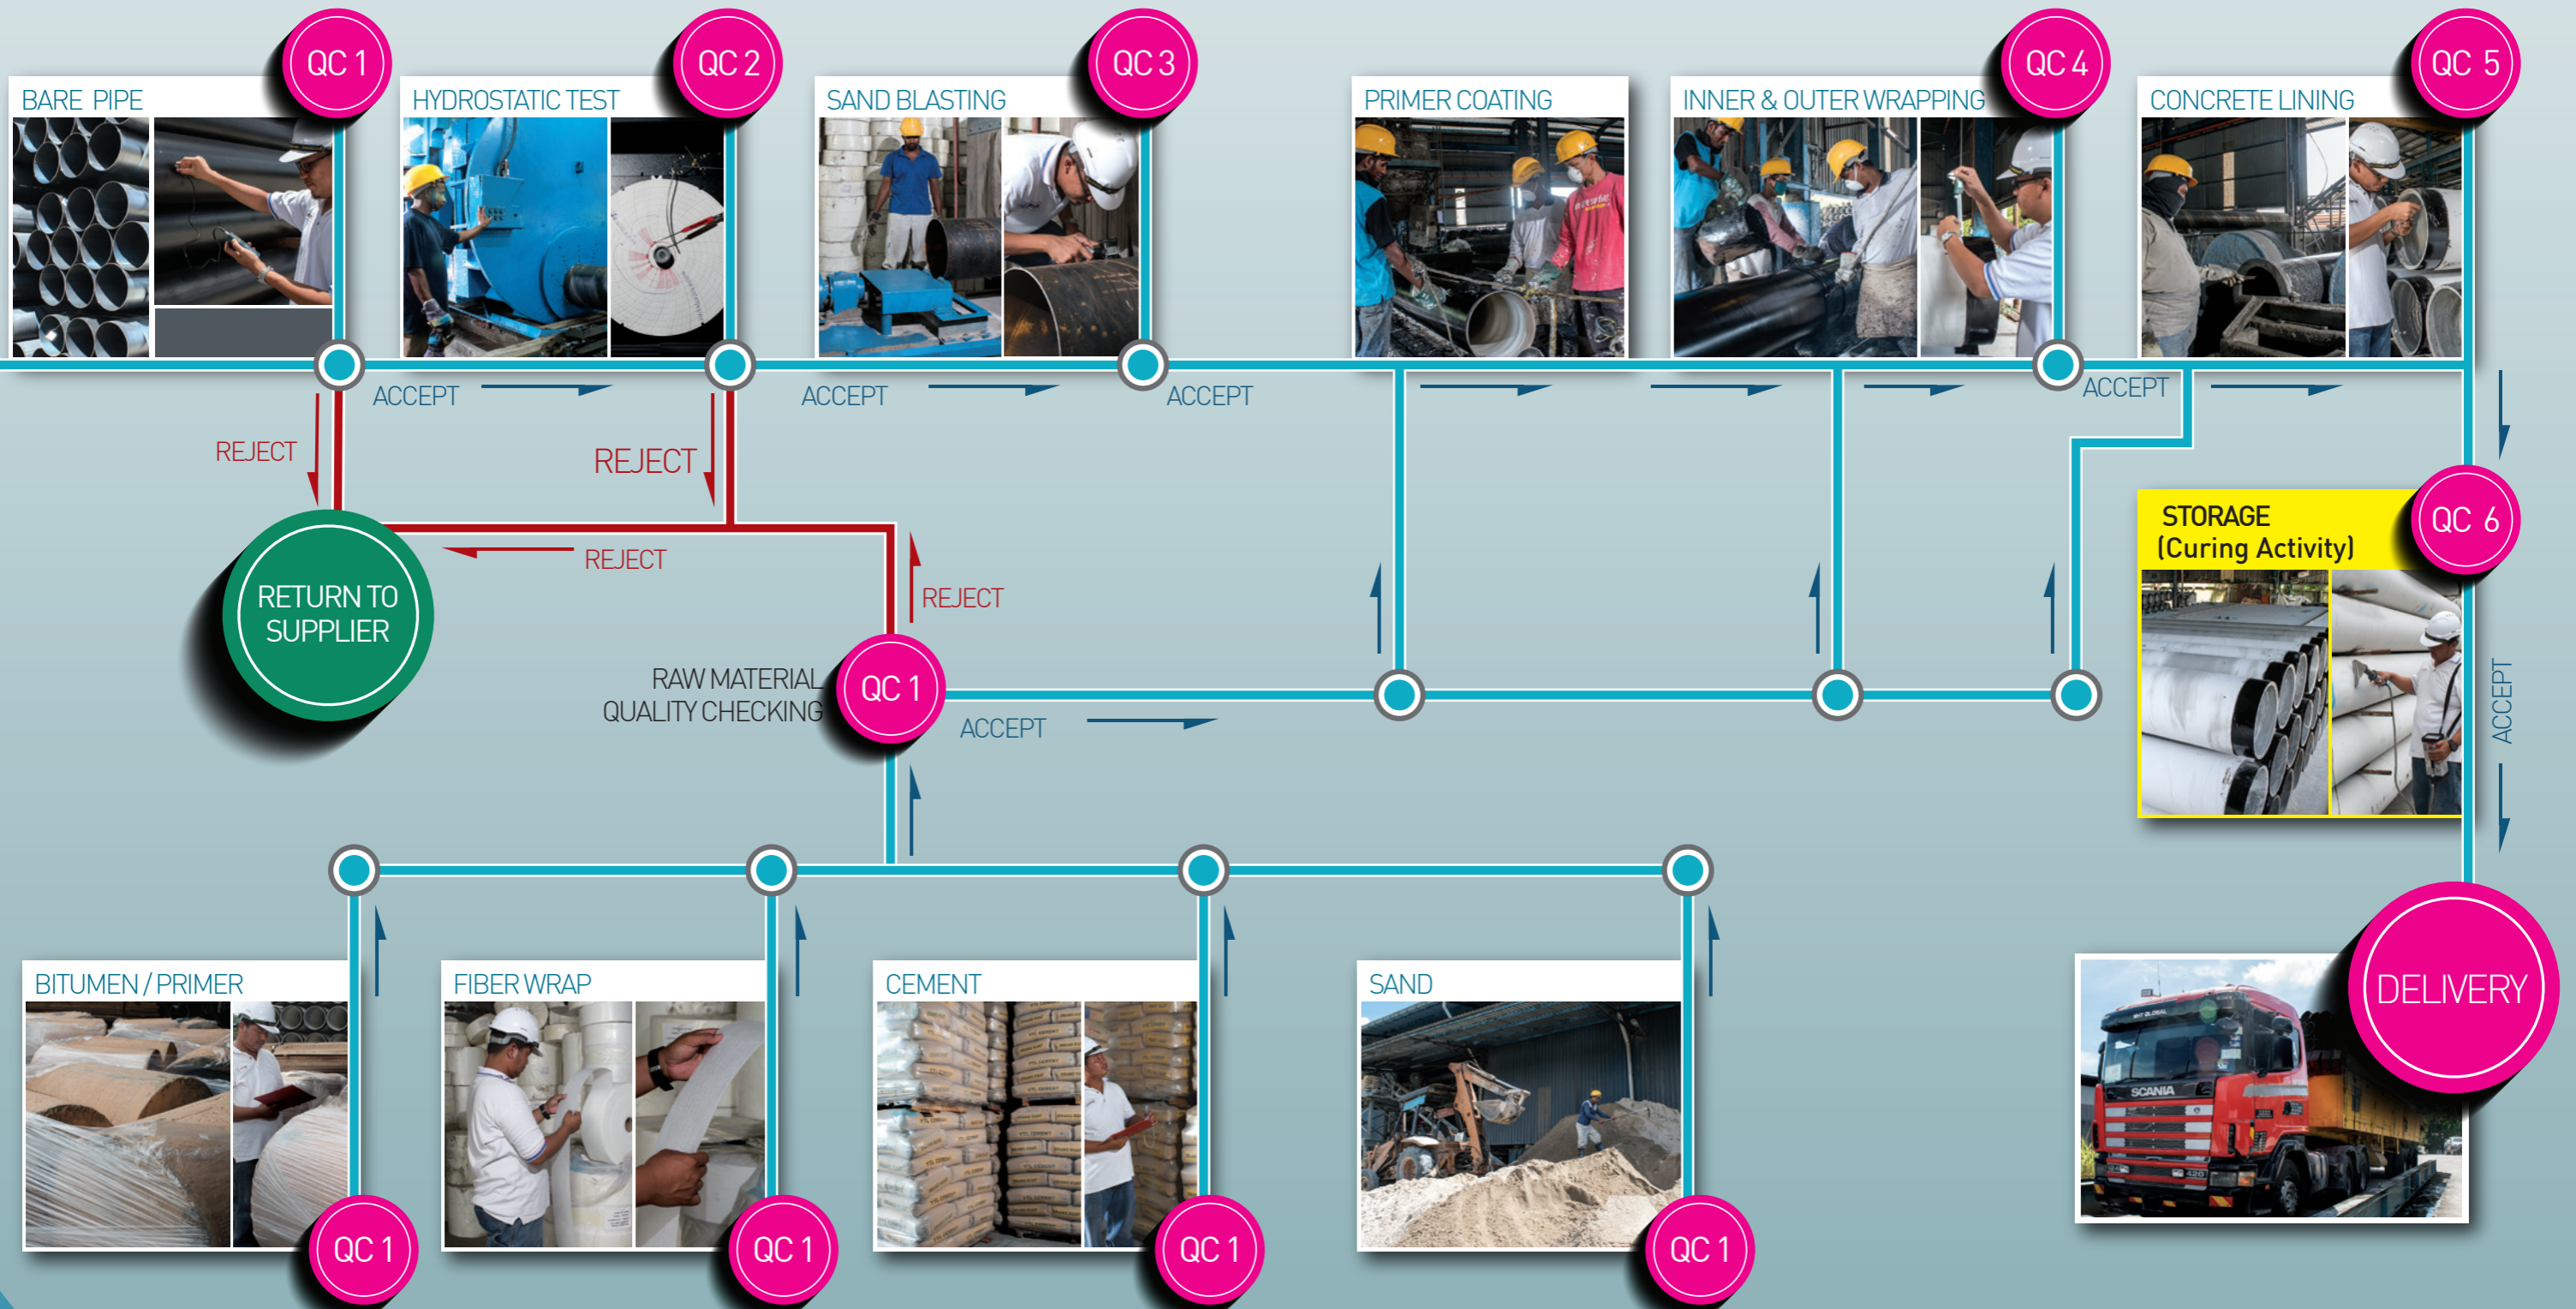 QC 1
QC 2
QC 3
QC 4
QC 5
BARE PIPE
HYDROSTATIC TEST
SAND BLASTING
PRIMER COATING
INNER & OUTER WRAPPING
CONCRETE LINING
ACCEPT
ACCEPT
ACCEPT
ACCEPT
REJECT
REJECT
REJECT
REJECT
RETURN TO
SUPPLIER
RAW MATERIAL
QUALITY CHECKING
QC 1
ACCEPT
STORAGE
(Curing Activity)
QC 6
ACCEPT
BITUMEN / PRIMER
FIBER WRAP
CEMENT
SAND
DELIVERY
SCANIA
420
YTL CEMENT
QC 1
QC 1
QC 1
QC 1